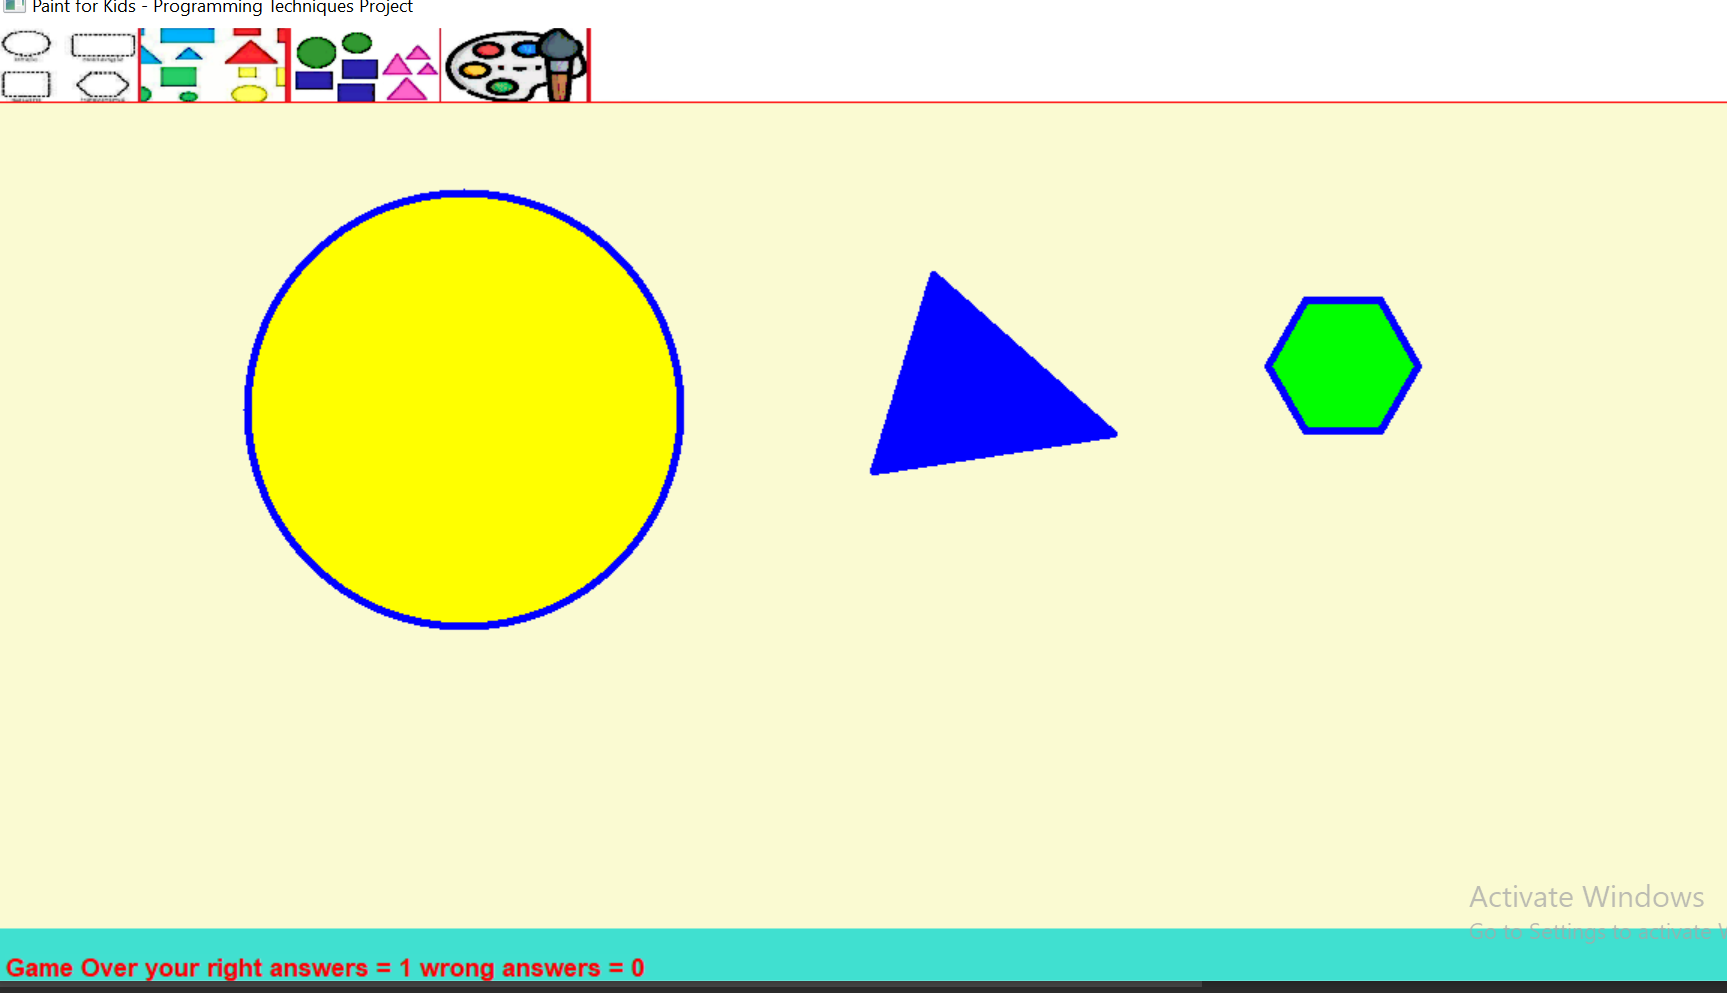 Paint for Kids - Programming Techniques Project
Activate Windows
Go to Settings to activate
Game Over your right answers = 1 wrong answers = 0